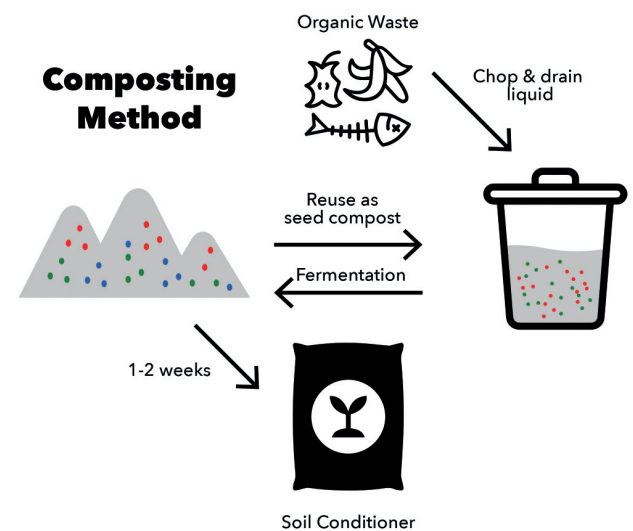 Organic Waste
Composting
Method
Chop & drain
liquid
Reuse as
seed compost
Fermentation
1-2 weeks
Soil Conditioner